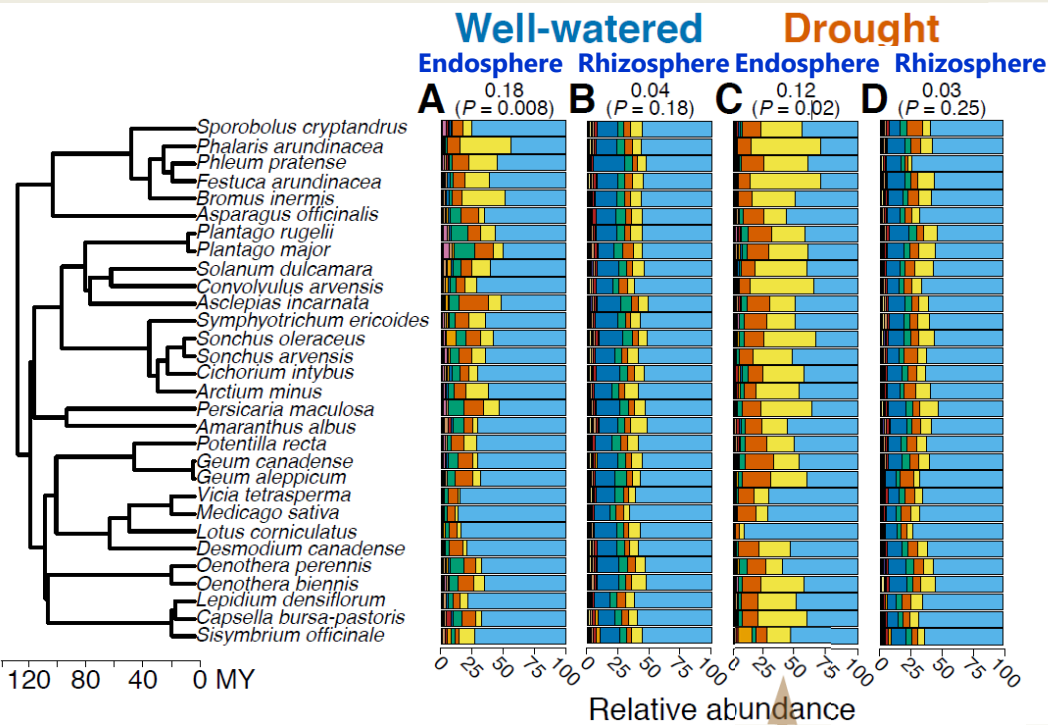 Well-watered Drought
Endosphere Rhizosphere Endosphere Rhizosphere
A 0.18 B 0.04 C 0.12 D 0.03
(P = 0.008) (P = 0.18) (P = 0.02) (P = 0.25)
Sporobolus cryptandrus
Phalaris arundinacea
Phleum pratense
Festuca arundinacea
Bromus inermis
Asparagus officinalis
Plantago rugelii
Plantago major
Solanum dulcamara
Convolvulus arvensis
Asclepias incarnata
Symphyotrichum ericoides
Sonchus oleraceus
Sonchus arvensis
Cichorium intybus
Arctium minus
Persicaria maculosa
Amaranthus albus
Potentilla recta
Geum canadense
Geum aleppicum
Vicia tetrasperma
Medicago sativa
Lotus corniculatus
Desmodium canadense
Oenothera perennis
Oenothera biennis
Lepidium densiflorum
Capsella bursa-pastoris
Sisymbrium officinale
0 25 50 75 100 0 25 50 75 100 0 25 50 75 100 0 25 50 75 100
120 80 40 0 MY
Relative abundance